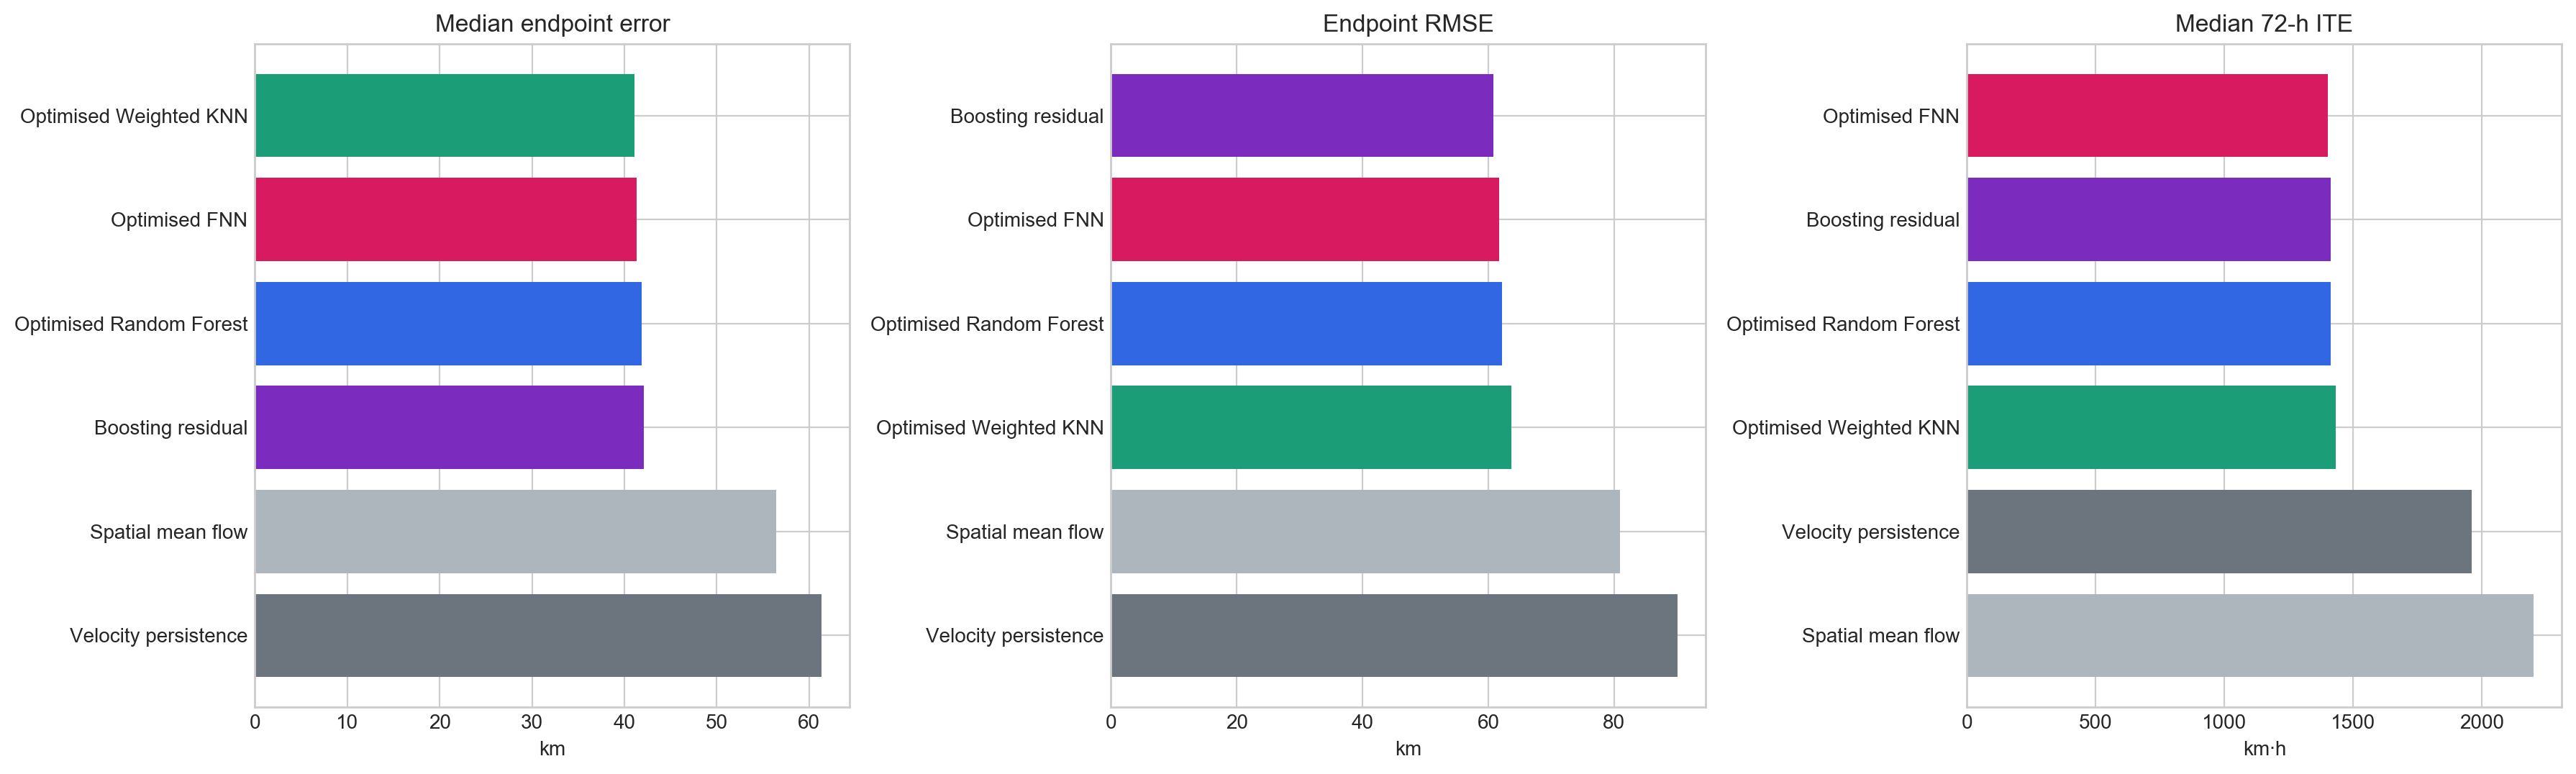 Median endpoint error
Optimised Weighted KNN
Optimised FNN
Optimised Random Forest
Boosting residual
Spatial mean flow
Velocity persistence
0 10 20 30 40 50 60
km
Endpoint RMSE
Boosting residual
Optimised FNN
Optimised Random Forest
Optimised Weighted KNN
Spatial mean flow
Velocity persistence
0 20 40 60 80
km
Median 72-h ITE
Optimised FNN
Boosting residual
Optimised Random Forest
Optimised Weighted KNN
Velocity persistence
Spatial mean flow
0 500 1000 1500 2000
km·h